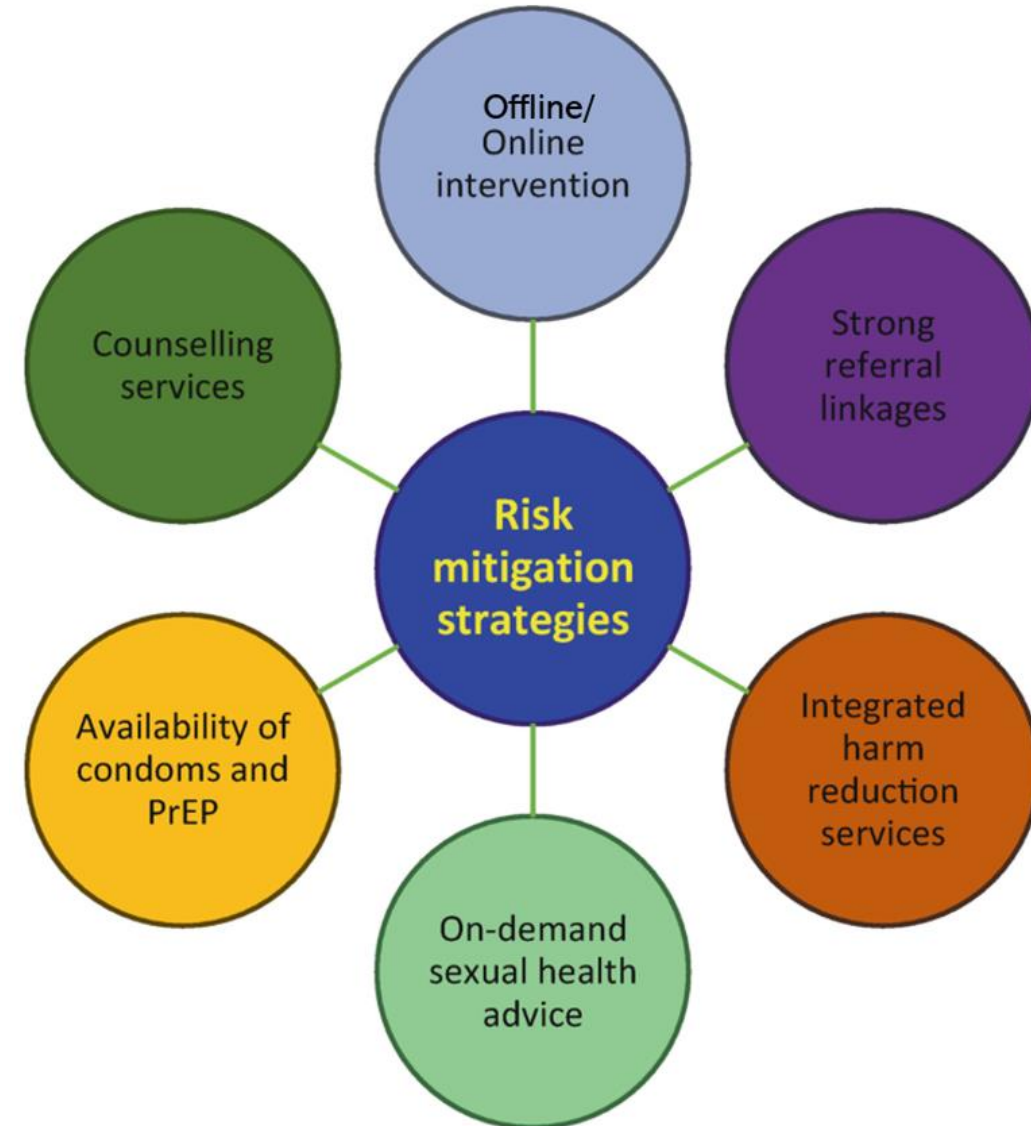 Offline/
Online
intervention
Counselling
services
Strong
referral
linkages
Risk
mitigation
strategies
Availability of
condoms and
PrEP
Integrated
harm
reduction
services
On-demand
sexual health
advice